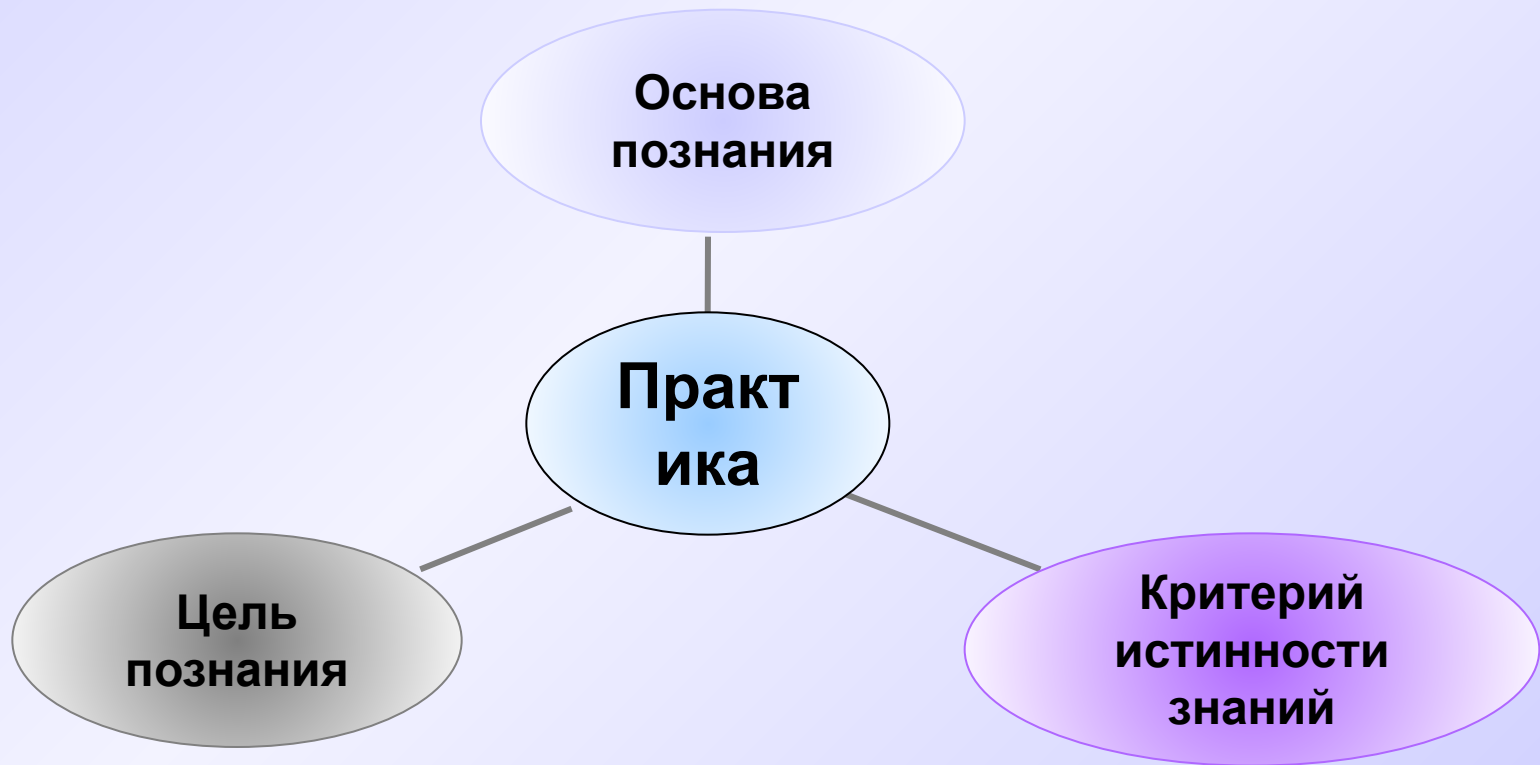 Основа
познания
Практ
ика
Цель
познания
Критерий
истинности
знаний